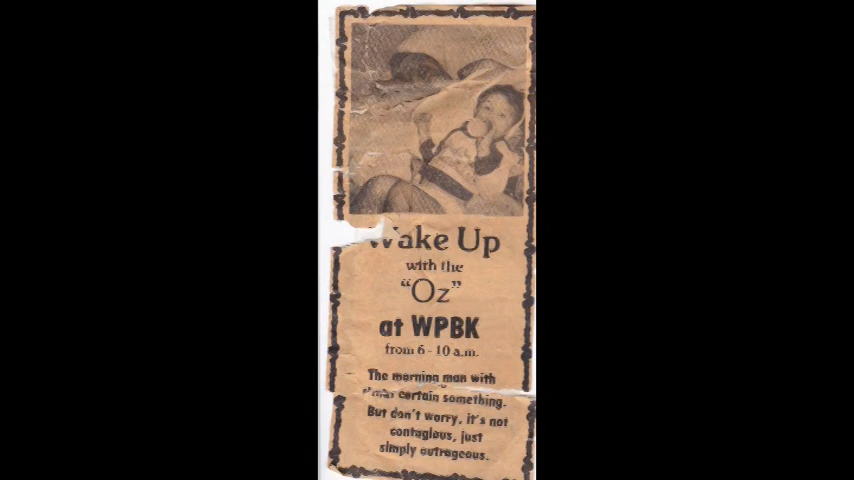 Wake Up
with the
"Oz"
at WPBK
from 6 - 10 a.m.
The morning man with
certain something.
But don't worry, it's not
contagious, just
simply outrageous.